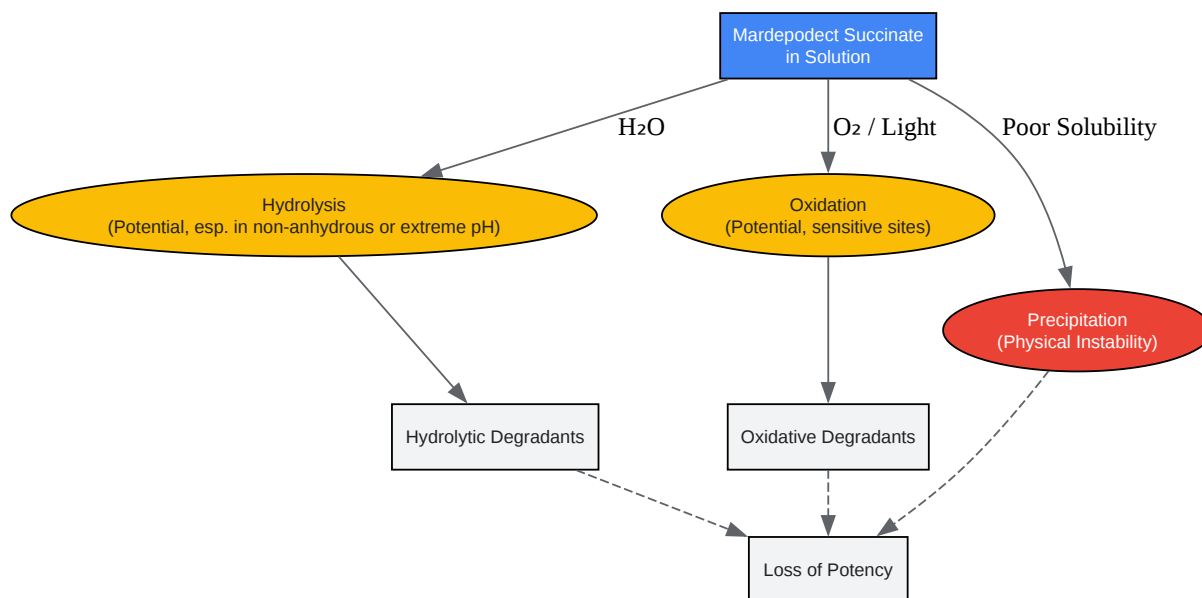 Mardepodect Succinate
in Solution
H₂O
O₂ / Light
Poor Solubility
Hydrolysis
(Potential, esp. in non-anhydrous or extreme pH)
Oxidation
(Potential, sensitive sites)
Precipitation
(Physical Instability)
Hydrolytic Degradants
Oxidative Degradants
Loss of Potency